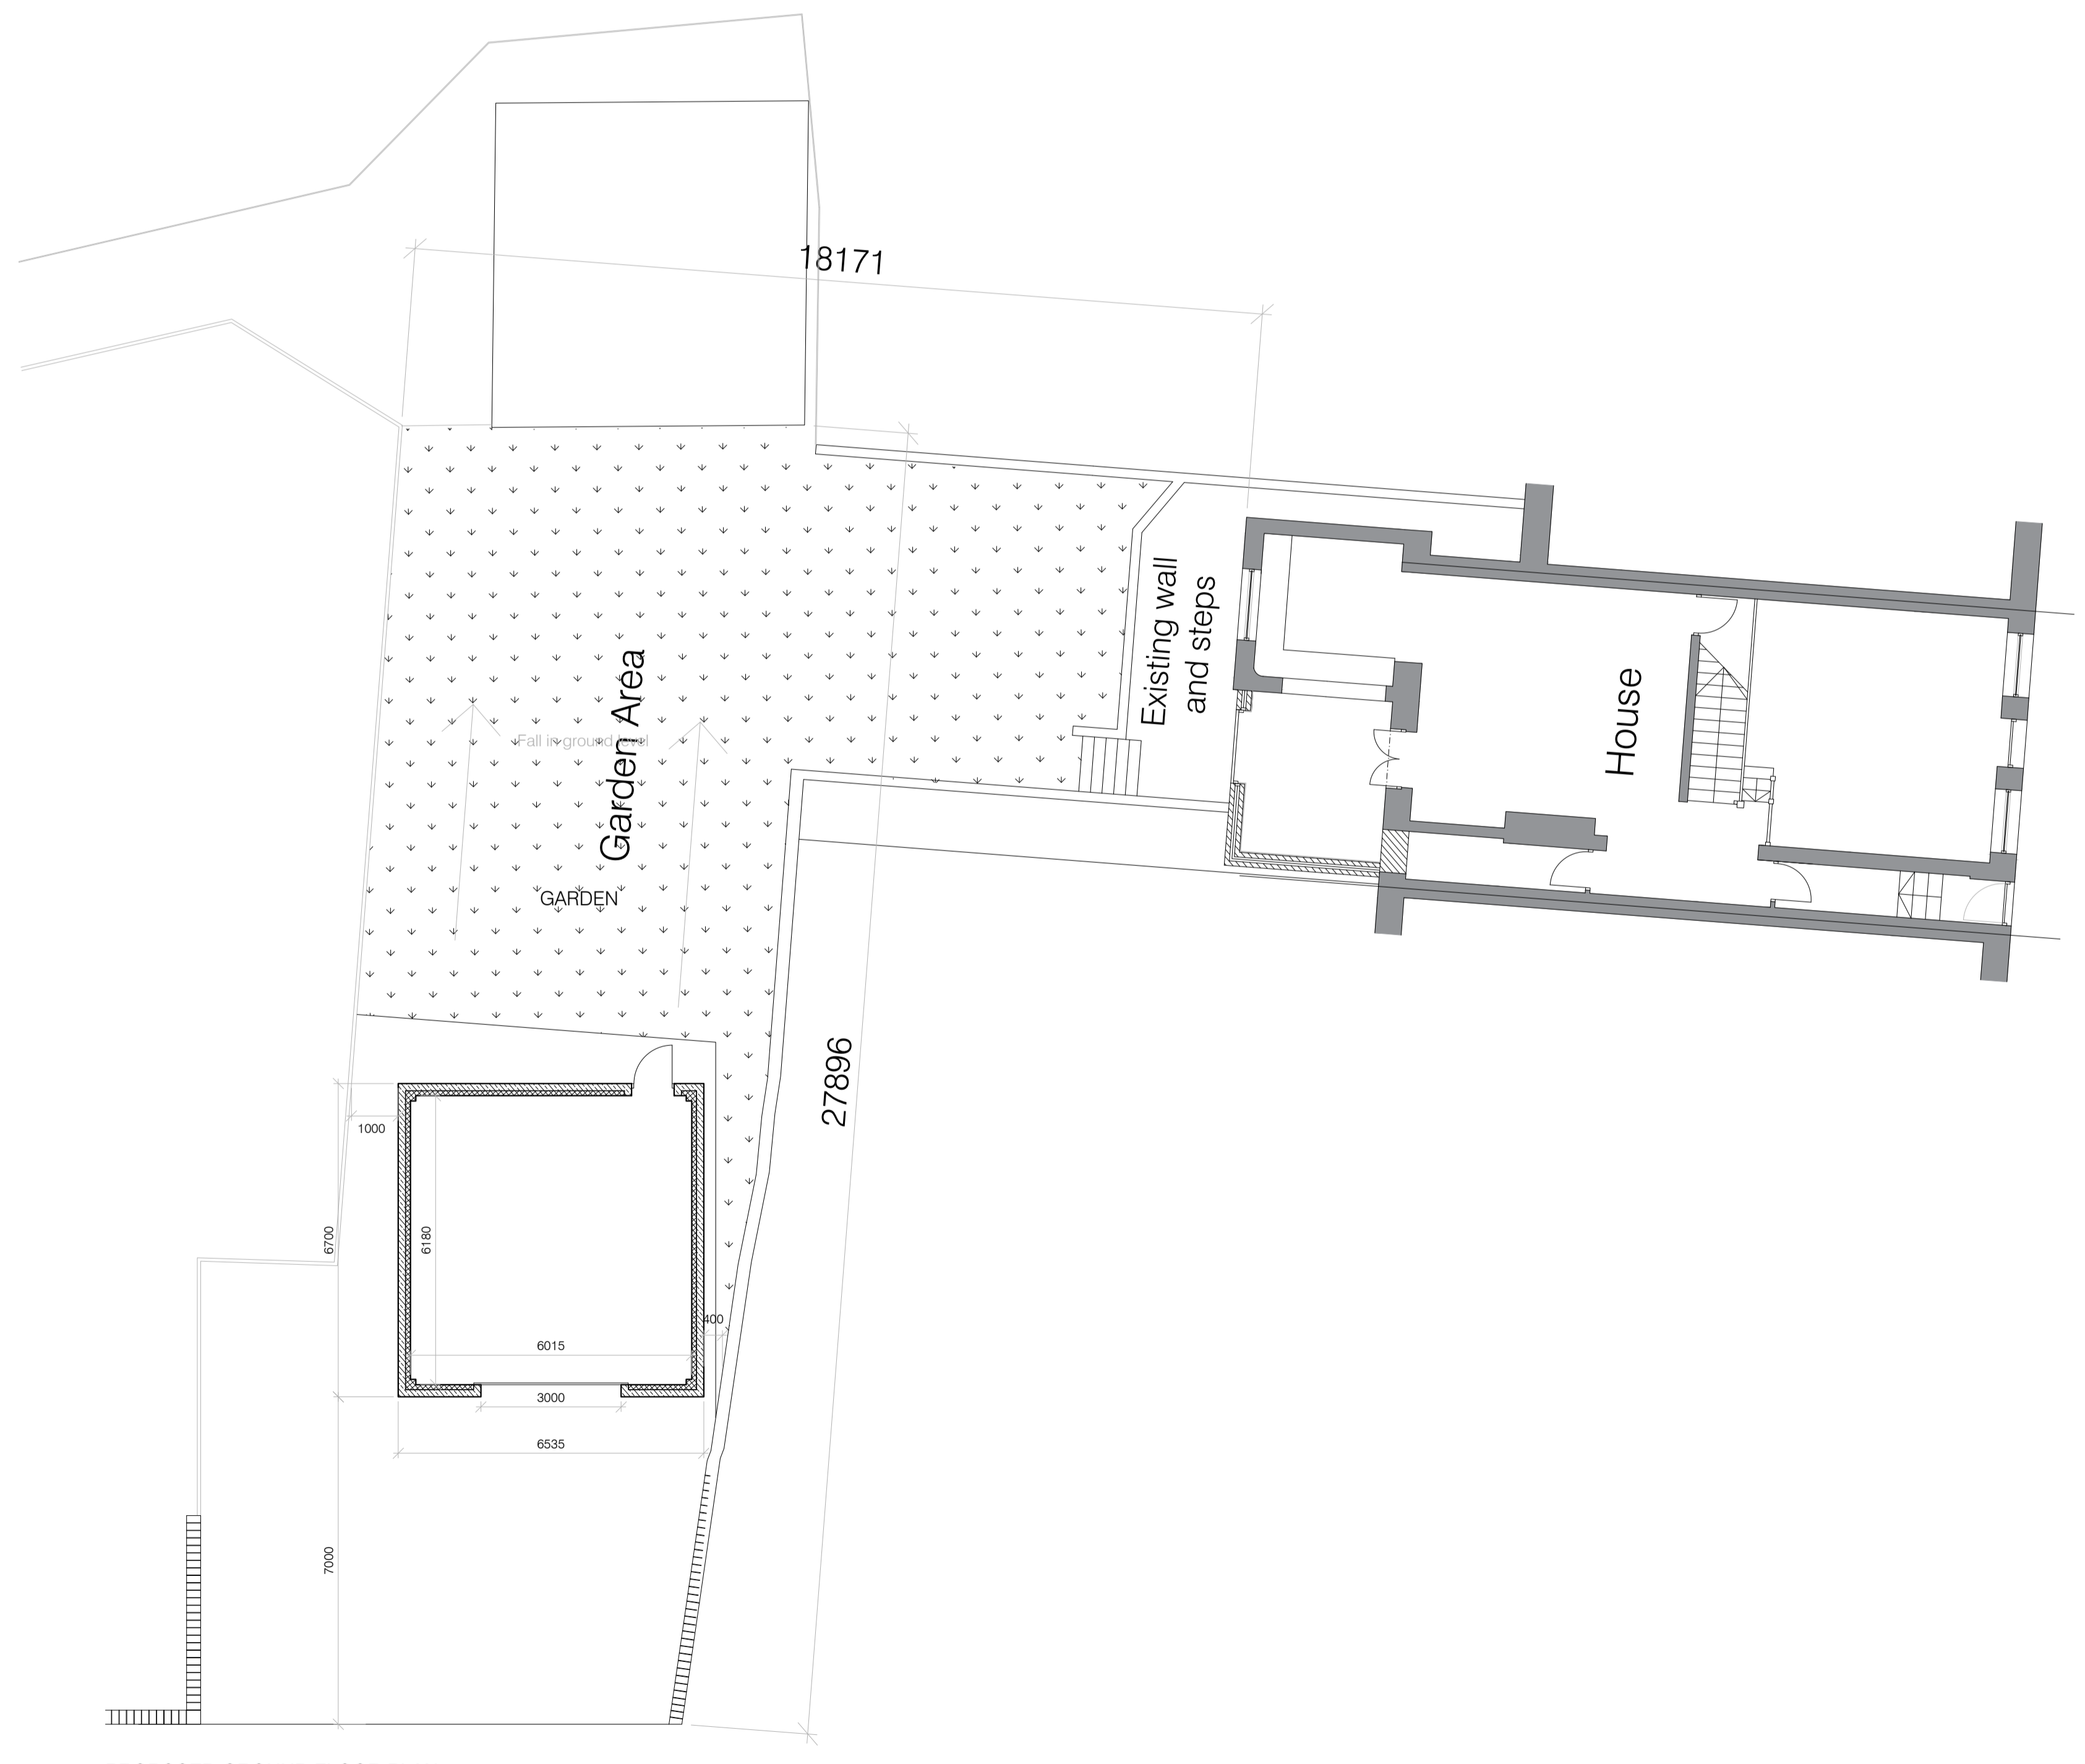 18171
Existing wall
and steps
House
Garden Area
Fall in ground level
GARDEN
27896
1000
6700
6180
400
6015
3000
6535
7000